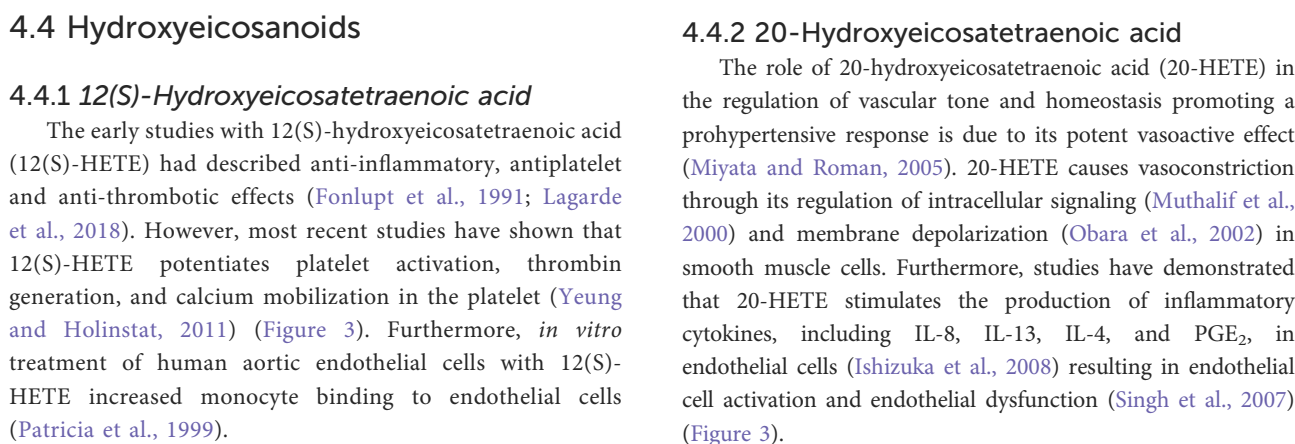 4.4 Hydroxyeicosanoids
4.4.1 12(S)-Hydroxyeicosatetraenoic acid
The early studies with 12(S)-hydroxyeicosatetraenoic acid
(12(S)-HETE) had described anti-inflammatory, antiplatelet
and anti-thrombotic effects (Fonlupt et al., 1991; Lagarde
et al., 2018). However, most recent studies have shown that
12(S)-HETE potentiates platelet activation, thrombin
generation, and calcium mobilization in the platelet (Yeung
and Holinstat, 2011) (Figure 3). Furthermore, in vitro
treatment of human aortic endothelial cells with 12(S)-
HETE increased monocyte binding to endothelial cells
(Patricia et al., 1999).
4.4.2 20-Hydroxyeicosatetraenoic acid
The role of 20-hydroxyeicosatetraenoic acid (20-HETE) in
the regulation of vascular tone and homeostasis promoting a
prohypertensive response is due to its potent vasoactive effect
(Miyata and Roman, 2005). 20-HETE causes vasoconstriction
through its regulation of intracellular signaling (Muthalif et al.,
2000) and membrane depolarization (Obara et al., 2002) in
smooth muscle cells. Furthermore, studies have demonstrated
that 20-HETE stimulates the production of inflammatory
cytokines, including IL-8, IL-13, IL-4, and PGE₂, in
endothelial cells (Ishizuka et al., 2008) resulting in endothelial
cell activation and endothelial dysfunction (Singh et al., 2007)
(Figure 3).